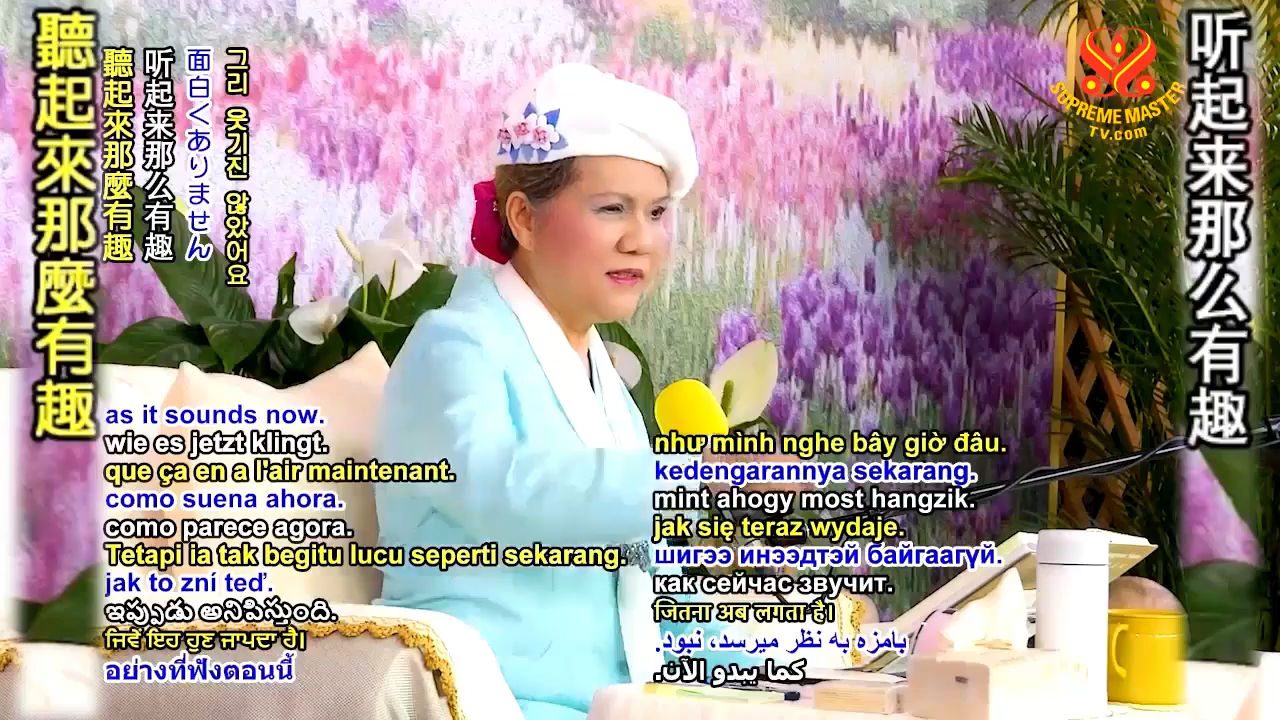 聽起來那麼有趣
聽起來那麼有趣
听起来那么有趣
面白くありません
그리 웃기진 않았어요
听起来那么有趣
SUPREME MASTER
TV.com
as it sounds now.
wie es jetzt klingt.
que ça en a l'air maintenant.
como suena ahora.
como parece agora.
Tetapi ia tak begitu lucu seperti sekarang.
jak to zní teď.
ఇప్పుడు అనిపిస్తుంది.
ਜਿਵੇਂ ਇਹ ਹੁਣ ਜਾਪਦਾ ਹੈ।
อย่างที่ฟังตอนนี้
như mình nghe bây giờ đâu.
kedengarannya sekarang.
mint ahogy most hangzik.
jak się teraz wydaje.
шигээ инээдтэй байгаагүй.
как сейчас звучит.
जितना अब लगता है।
بامزه به نظر میرسد، نبود.
كما يبدو الآن.